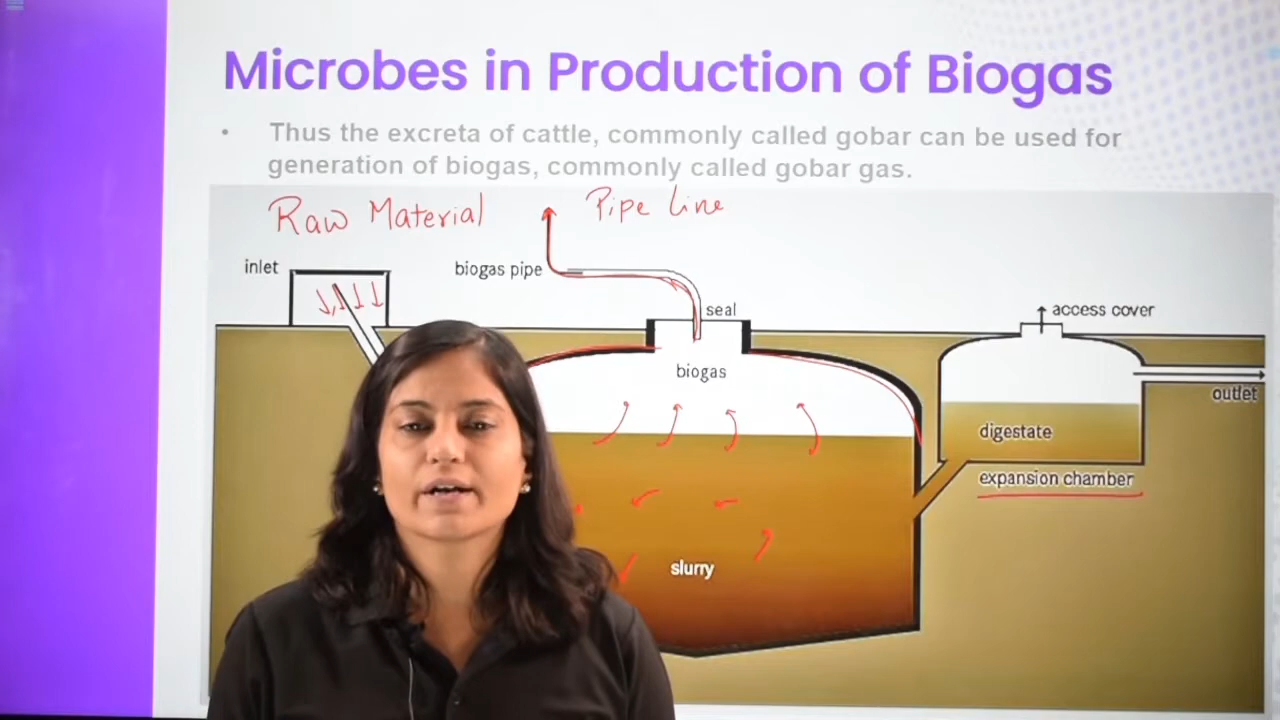 Microbes in Production of Biogas
• Thus the excreta of cattle, commonly called gobar can be used for
generation of biogas, commonly called gobar gas.
Raw Material
Pipe line
inlet
biogas pipe
seal
access cover
biogas
outlet
digestate
expansion chamber
slurry